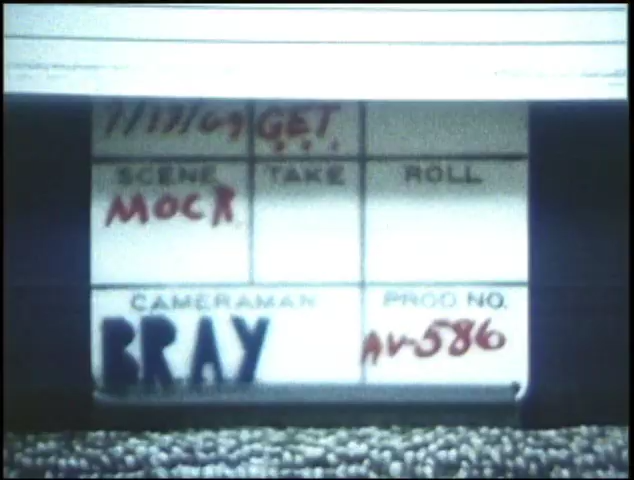 7/17/69 GET
SCENE TAKE ROLL
MOCR
CAMERAMAN PROD NO.
BRAY AV-586